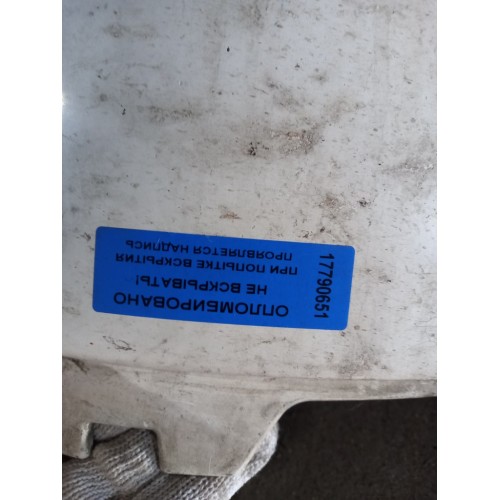 ОПЛОМБИРОВАНО
НЕ ВСКРЫВАТЬ!
ПРИ ПОПЫТКЕ ВСКРЫТИЯ
ПРОЯВЛЯЕТСЯ НАДПИСЬ
17790651